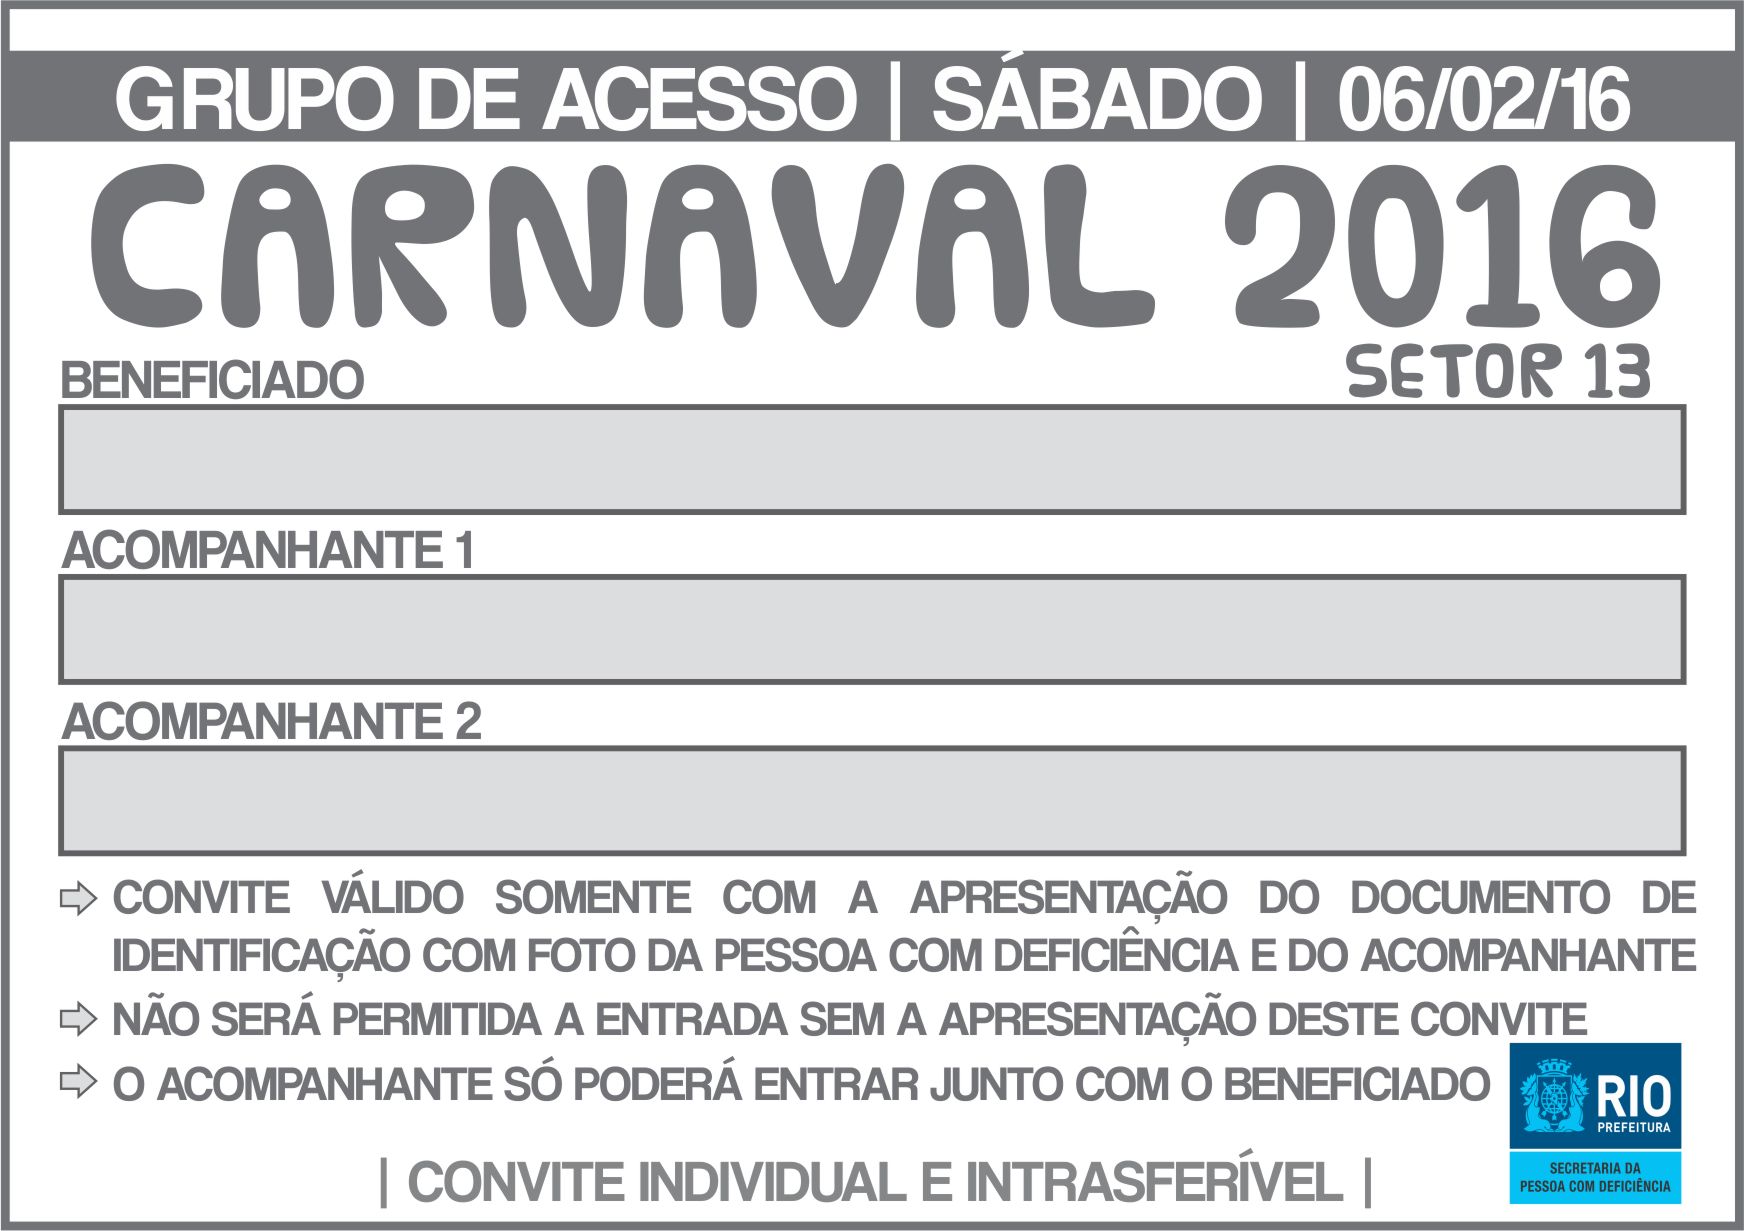 GRUPO DE ACESSO | SÁBADO | 06/02/16
CARNAVAL 2016
SETOR 13
BENEFICIADO
ACOMPANHANTE 1
ACOMPANHANTE 2
CONVITE VÁLIDO SOMENTE COM A APRESENTAÇÃO DO DOCUMENTO DE
IDENTIFICAÇÃO COM FOTO DA PESSOA COM DEFICIÊNCIA E DO ACOMPANHANTE
NÃO SERÁ PERMITIDA A ENTRADA SEM A APRESENTAÇÃO DESTE CONVITE
O ACOMPANHANTE SÓ PODERÁ ENTRAR JUNTO COM O BENEFICIADO
RIO
PREFEITURA
SECRETARIA DA
PESSOA COM DEFICIÊNCIA
| CONVITE INDIVIDUAL E INTRASFERÍVEL |